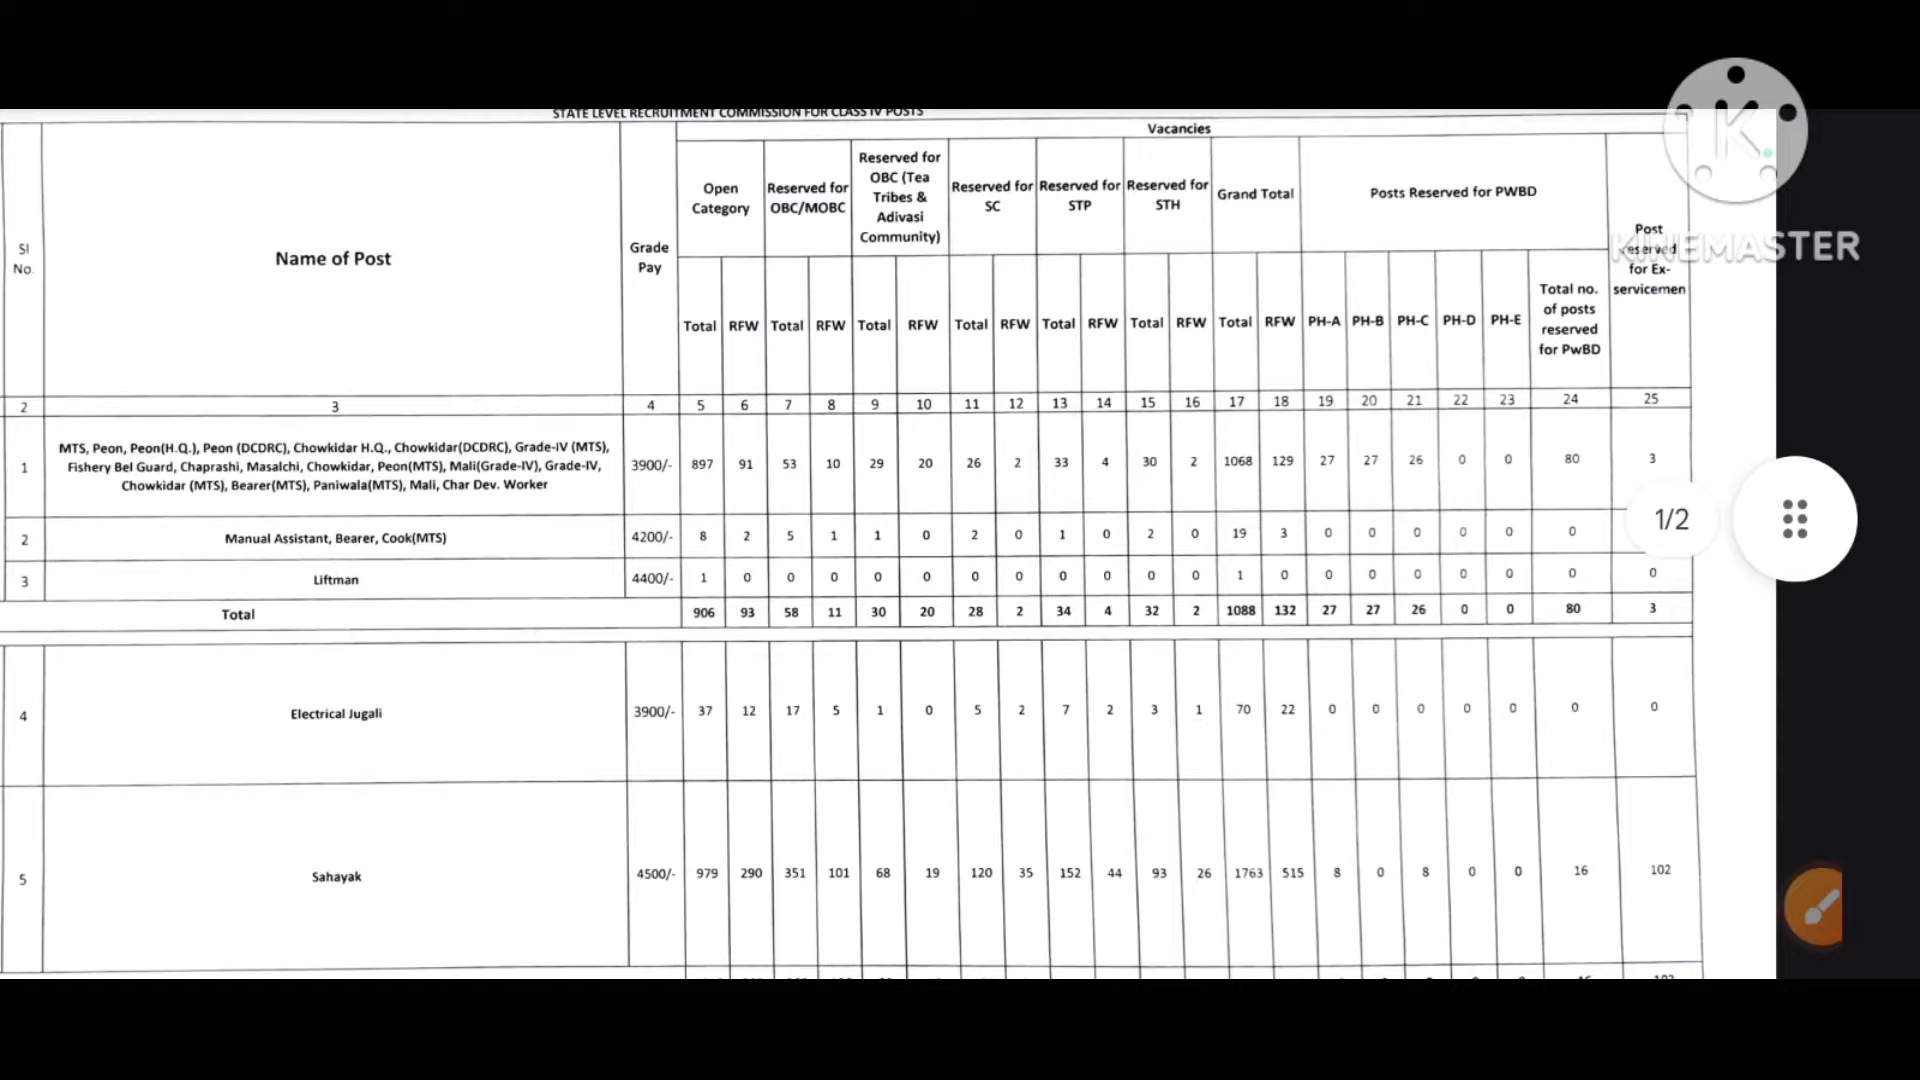 STATE LEVEL RECRUITMENT COMMISSION FOR CLASS IV POSTS
Vacancies
Sl No.
Name of Post
Grade Pay
Open Category
Reserved for OBC/MOBC
Reserved for OBC (Tea Tribes & Adivasi Community)
Reserved for SC
Reserved for STP
Reserved for STH
Grand Total
Posts Reserved for PWBD
Post reserved for Ex-servicemen
Total RFW Total RFW Total RFW Total RFW Total RFW Total RFW Total RFW PH-A PH-B PH-C PH-D PH-E Total no. of posts reserved for PwBD
2 3 4 5 6 7 8 9 10 11 12 13 14 15 16 17 18 19 20 21 22 23 24 25
1 MTS, Peon, Peon(H.Q.), Peon (DCDRC), Chowkidar H.Q., Chowkidar(DCDRC), Grade-IV (MTS),
Fishery Bel Guard, Chaprashi, Masalchi, Chowkidar, Peon(MTS), Mali(Grade-IV), Grade-IV,
Chowkidar (MTS), Bearer(MTS), Paniwala(MTS), Mali, Char Dev. Worker
3900/- 897 91 53 10 29 20 26 2 33 4 30 2 1068 129 27 27 26 0 0 80 3
2 Manual Assistant, Bearer, Cook(MTS) 4200/- 8 2 5 1 1 0 2 0 1 0 2 0 19 3 0 0 0 0 0 0
3 Liftman 4400/- 1 0 0 0 0 0 0 0 0 0 0 0 1 0 0 0 0 0 0 0 0
Total 906 93 58 11 30 20 28 2 34 4 32 2 1088 132 27 27 26 0 0 80 3
4 Electrical Jugali 3900/- 37 12 17 5 1 0 5 2 7 2 3 1 70 22 0 0 0 0 0 0 0
5 Sahayak 4500/- 979 290 351 101 68 19 120 35 152 44 93 26 1763 515 8 0 8 0 0 16 102
K
KINEMASTER
1/2